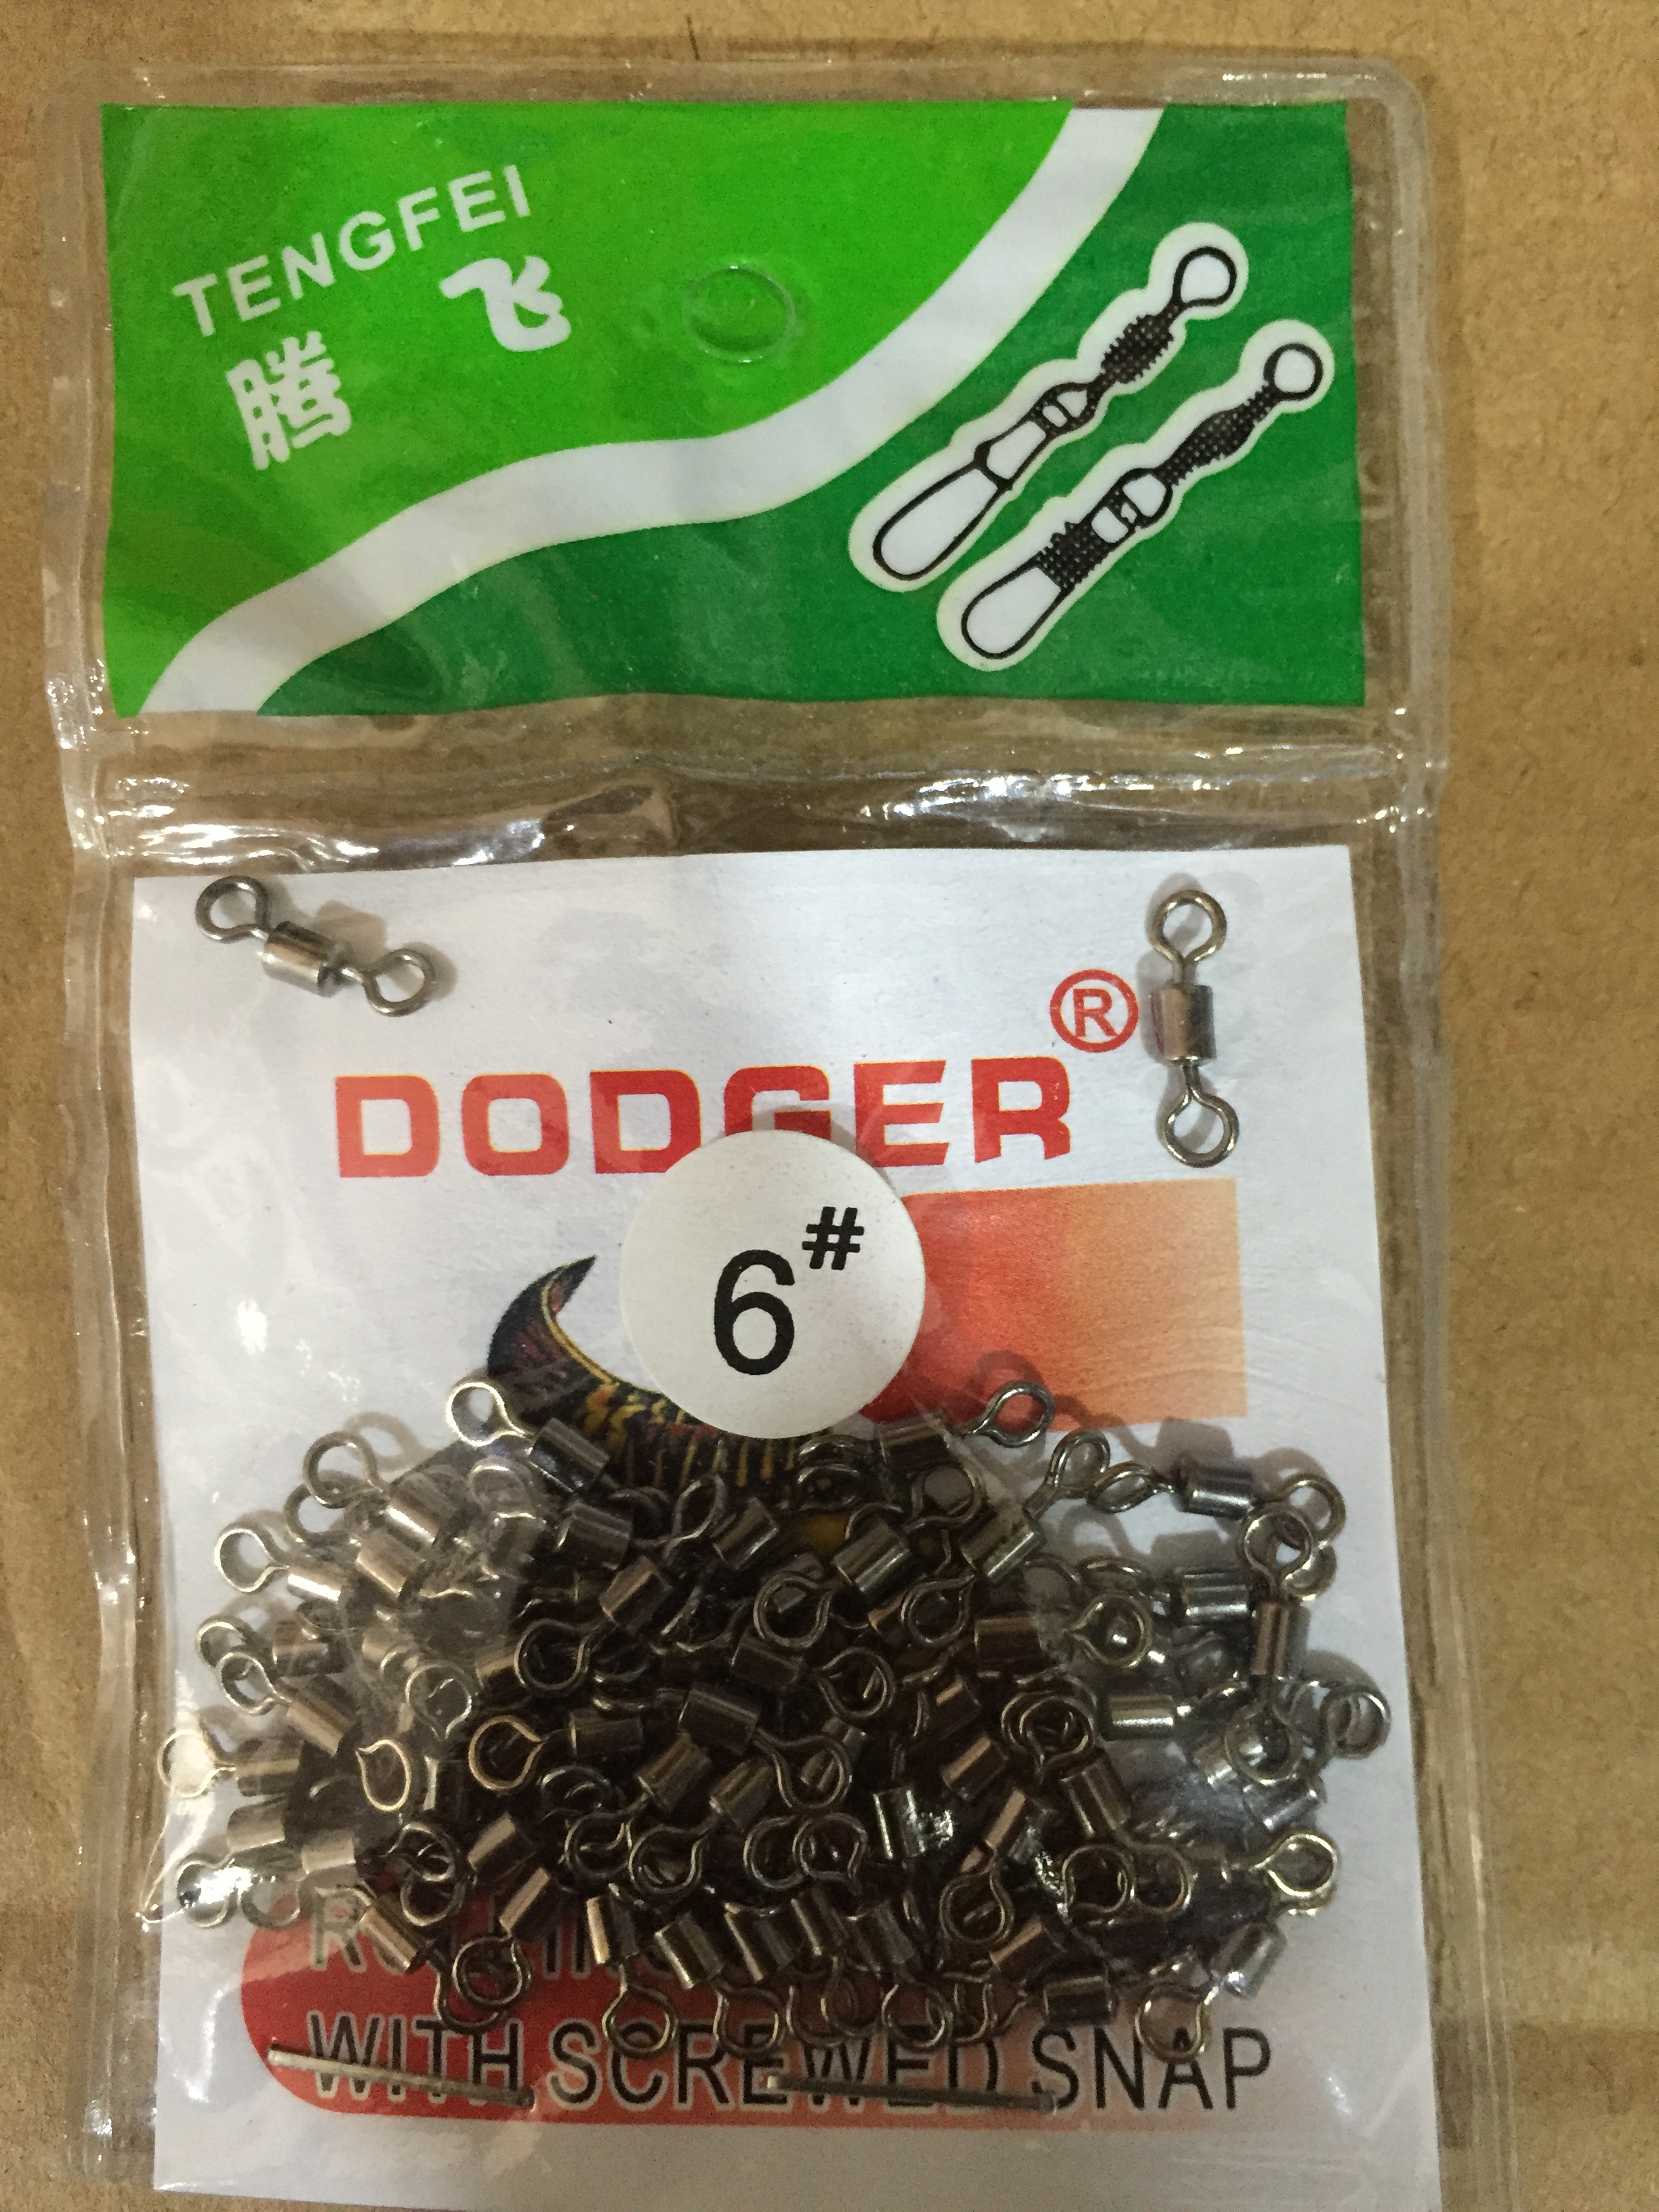 TENGFEI
腾 飞
DODGER®
6#
WITH SCREWED SNAP